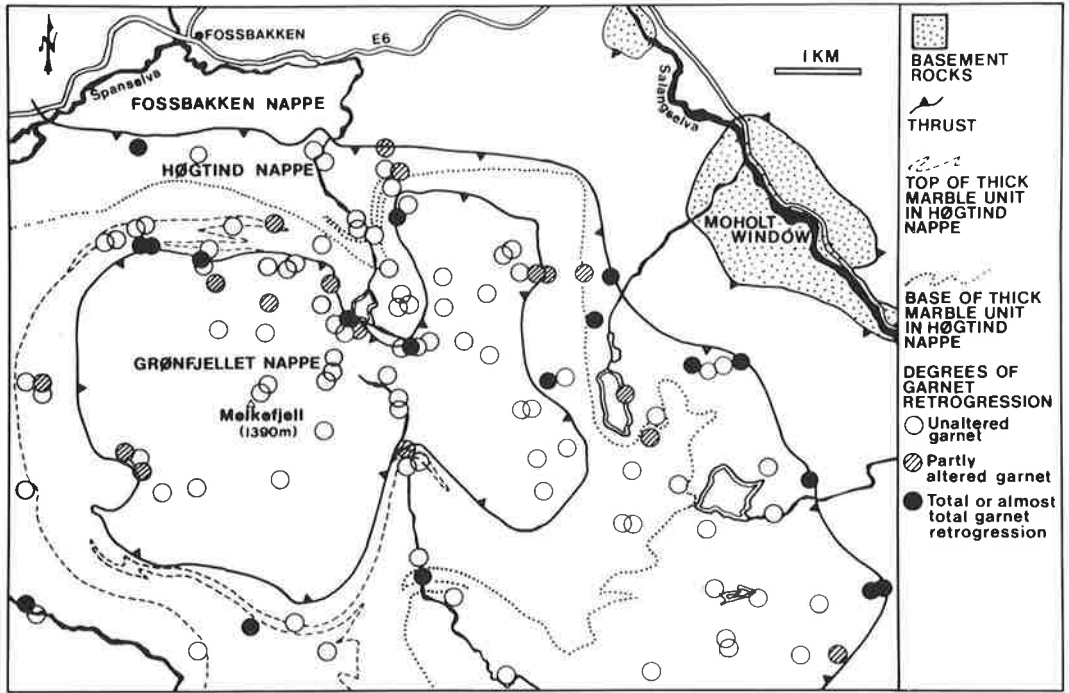 N
FOSSBAKKEN
E6
Spanselva
FOSSBAKKEN NAPPE
1 KM
Salangselva
HØGTIND NAPPE
MOHOLT
WINDOW
GRØNFJELLET NAPPE
Mølkefjell
(1390m)
BASEMENT
ROCKS
THRUST
TOP OF THICK
MARBLE UNIT
IN HØGTIND
NAPPE
BASE OF THICK
MARBLE UNIT
IN HØGTIND
NAPPE
DEGREES OF
GARNET
RETROGRESSION
Unaltered
garnet
Partly
altered garnet
Total or almost
total garnet
retrogression